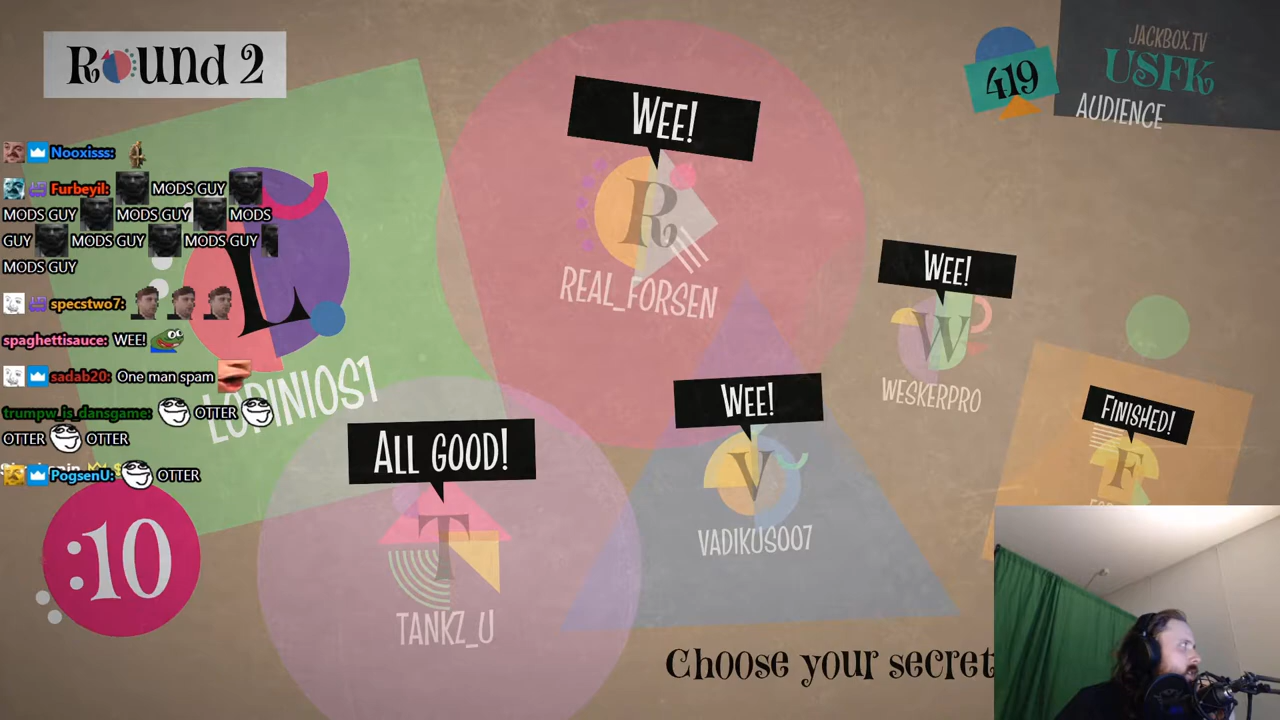 Round 2
419
JACKBOX.TV
USFK
AUDIENCE
WEE!
R
REAL_FORSEN
Nooxisss:
Furbeyil: MODS GUY
MODS GUY MODS GUY MODS
GUY MODS GUY MODS GUY
MODS GUY
specstwo7:
spaghettisauce: WEE!
sadab20: One man spam
trumpw_is_dansgame: OTTER
OTTER OTTER
PogsenU: OTTER
L
LOPINIOS1
WEE!
W
WESKERPRO
WEE!
V
VADIKUS007
ALL GOOD!
T
TANKZ_U
FINISHED!
F
:10
Choose your secret